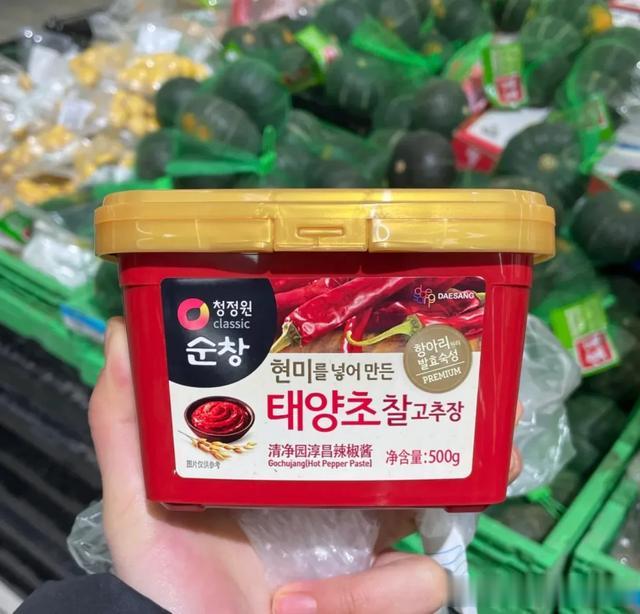 청정원
classic
순창
DAESANG
항아리
발효숙성
PREMIUM
현미를 넣어 만든
태양초 찰고추장
清净园淳昌辣椒酱
净含量:500g
Gochujang[Hot Pepper Paste]
图片仅供参考